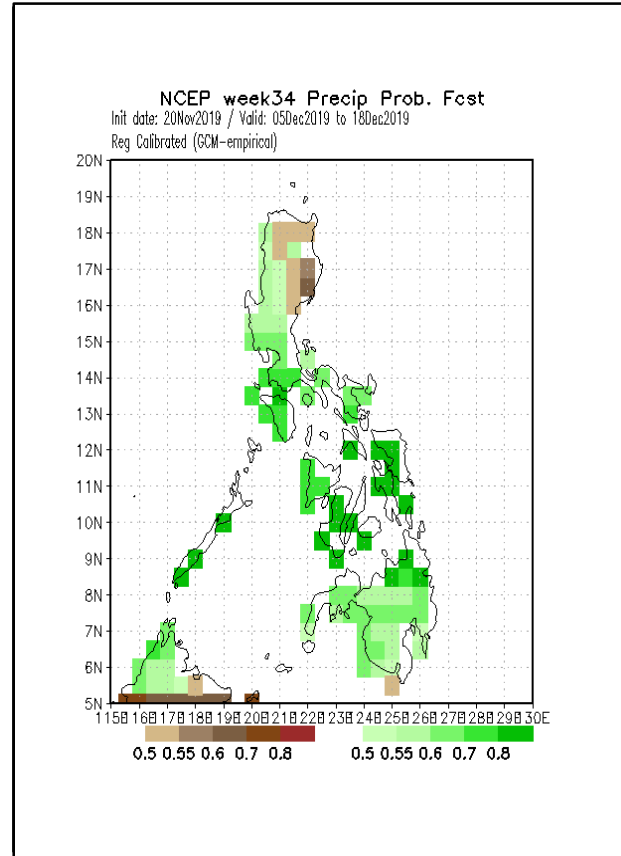 NCEP week34 Precip Prob. Fcst
Init date: 20Nov2019 / Valid: 05Dec2019 to 18Dec2019
Reg Calibrated (GCM-empirical)
20N
19N
18N
17N
16N
15N
14N
13N
12N
11N
10N
9N
8N
7N
6N
5N
0.5 0.55 0.6 0.7 0.8
0.5 0.55 0.6 0.7 0.8